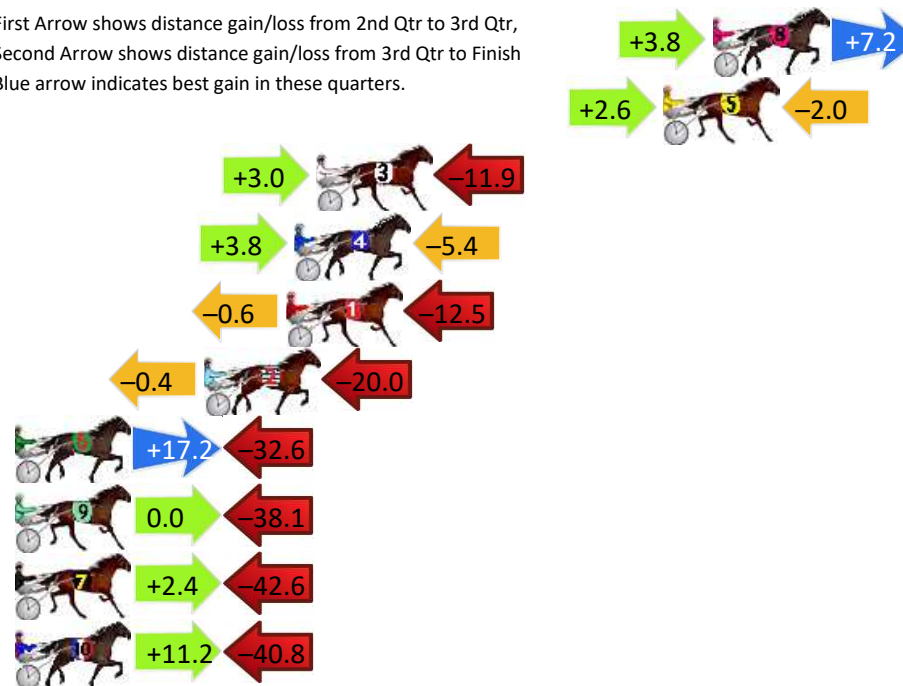 First Arrow shows distance gain/loss from 2nd Qtr to 3rd Qtr,
Second Arrow shows distance gain/loss from 3rd Qtr to Finish
Blue arrow indicates best gain in these quarters.
+3.8 8 +7.2
+2.6 5 –2.0
+3.0 3 –11.9
+3.8 4 –5.4
–0.6 1 –12.5
–0.4 2 –20.0
6 +17.2 –32.6
9 0.0 –38.1
7 +2.4 –42.6
10 +11.2 –40.8